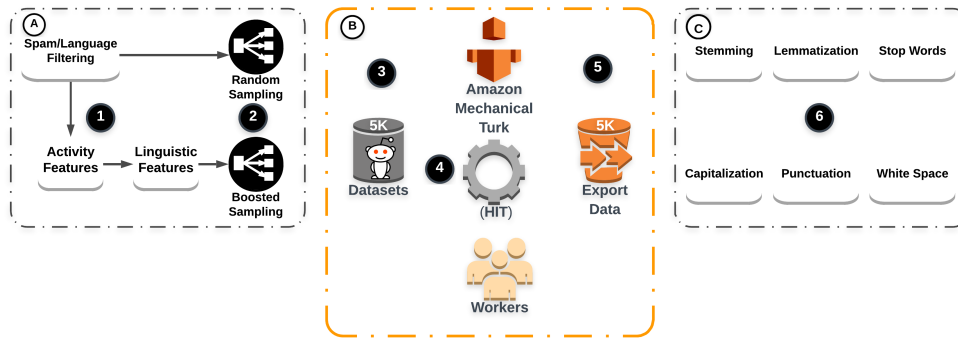 A
Spam/Language
Filtering
Random
Sampling
1
2
Activity
Features
Linguistic
Features
Boosted
Sampling
B
3
5
Amazon
Mechanical
Turk
5K
Datasets
4
(HIT)
5K
Export
Data
Workers
C
Stemming
Lemmatization
Stop Words
6
Capitalization
Punctuation
White Space